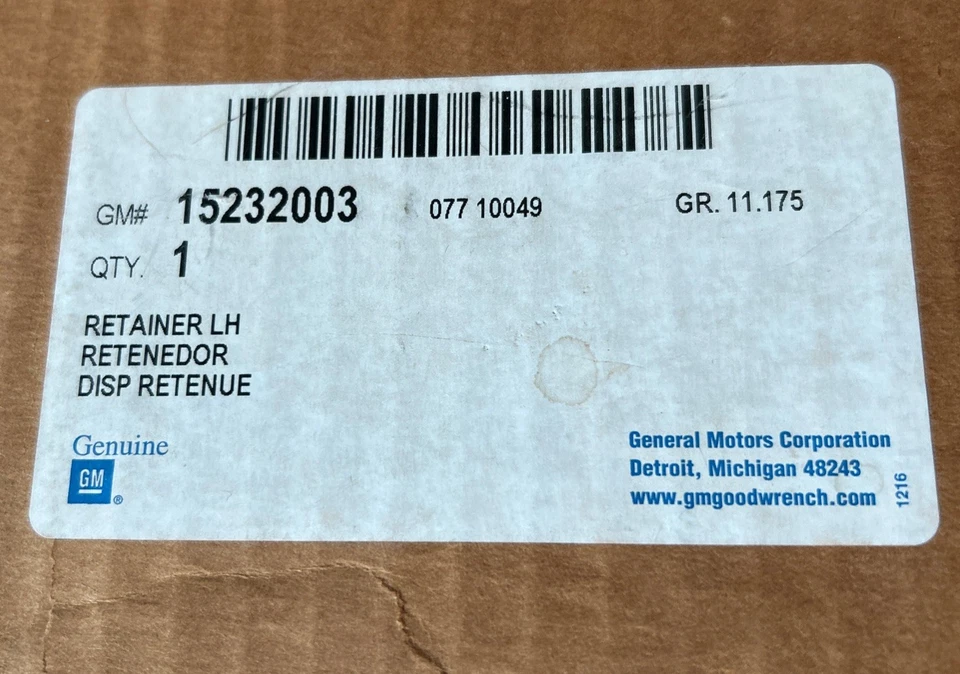 GM# 15232003 077 10049 GR. 11.175
QTY. 1
RETAINER LH
RETENEDOR
DISP RETENUE
Genuine
GM ®
General Motors Corporation
Detroit, Michigan 48243
www.gmgoodwrench.com
1216